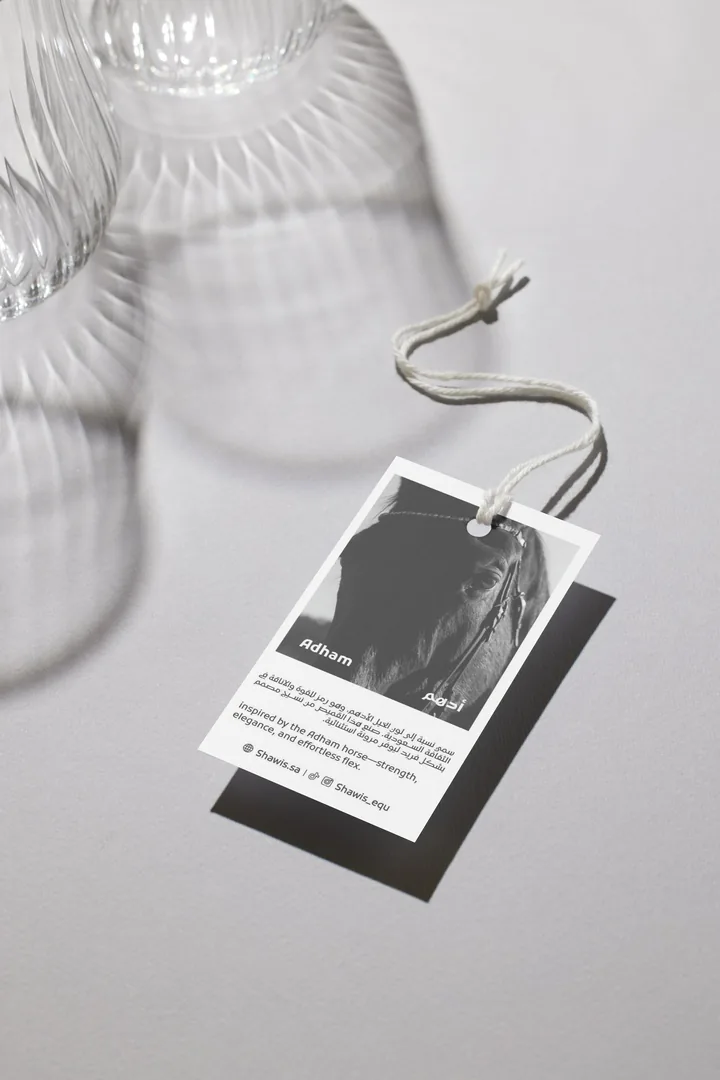 Adham
أدهم
سمي نسبة إلى لون الخيل الأدهم، وهو رمز للقوة والأناقة في
الثقافة السعودية. صنع هذا القميص من نسيج مصمم
بشكل فريد ليوفر مرونة استثنائية.
Inspired by the Adham horse—strength,
elegance, and effortless flex.
Shawis.sa | Shawis_equ